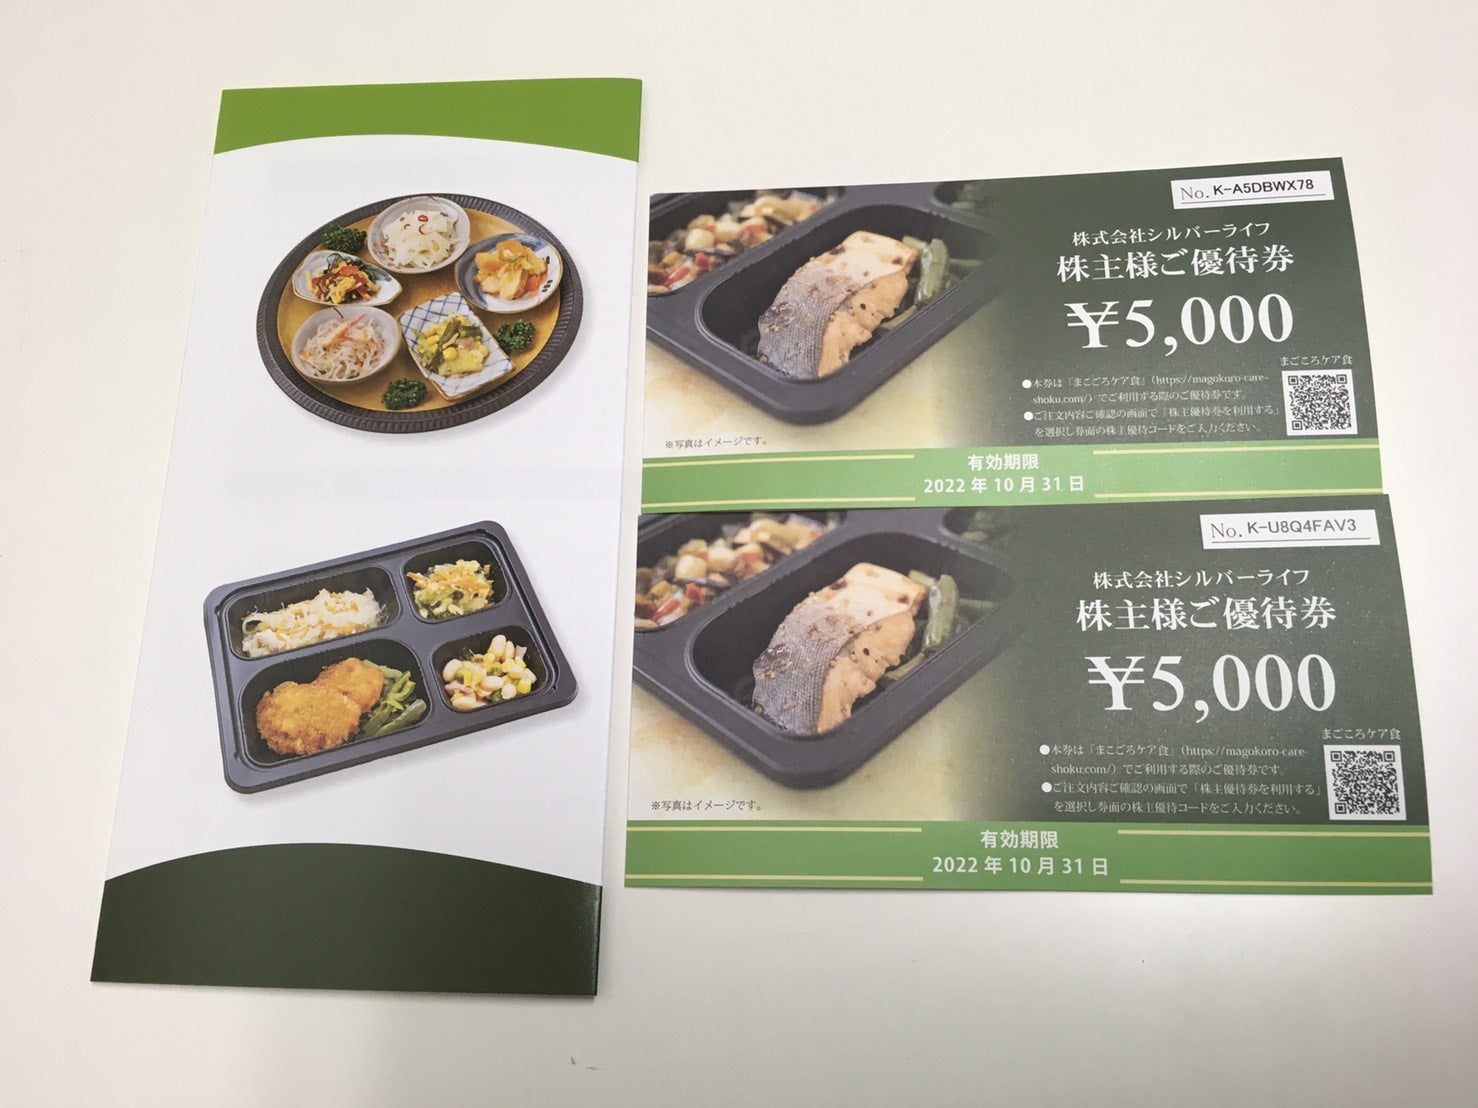 No. K-A5DBWX78
株式会社シルバーライフ
株主様ご優待券
¥5,000
まごころケア食
●本券は「まごころケア食」（https://magokoro-care-
shoku.com/）でご利用する際のご優待券です。
●ご注文内容ご確認の画面で「株主優待券を利用する」
を選択し券面の株主優待コードをご入力ください。
※写真はイメージです。
有効期限
2022 年 10 月 31 日
No. K-U8Q4FAV3
株式会社シルバーライフ
株主様ご優待券
¥5,000
まごころケア食
●本券は「まごころケア食」（https://magokoro-care-
shoku.com/）でご利用する際のご優待券です。
●ご注文内容ご確認の画面で「株主優待券を利用する」
を選択し券面の株主優待コードをご入力ください。
※写真はイメージです。
有効期限
2022 年 10 月 31 日